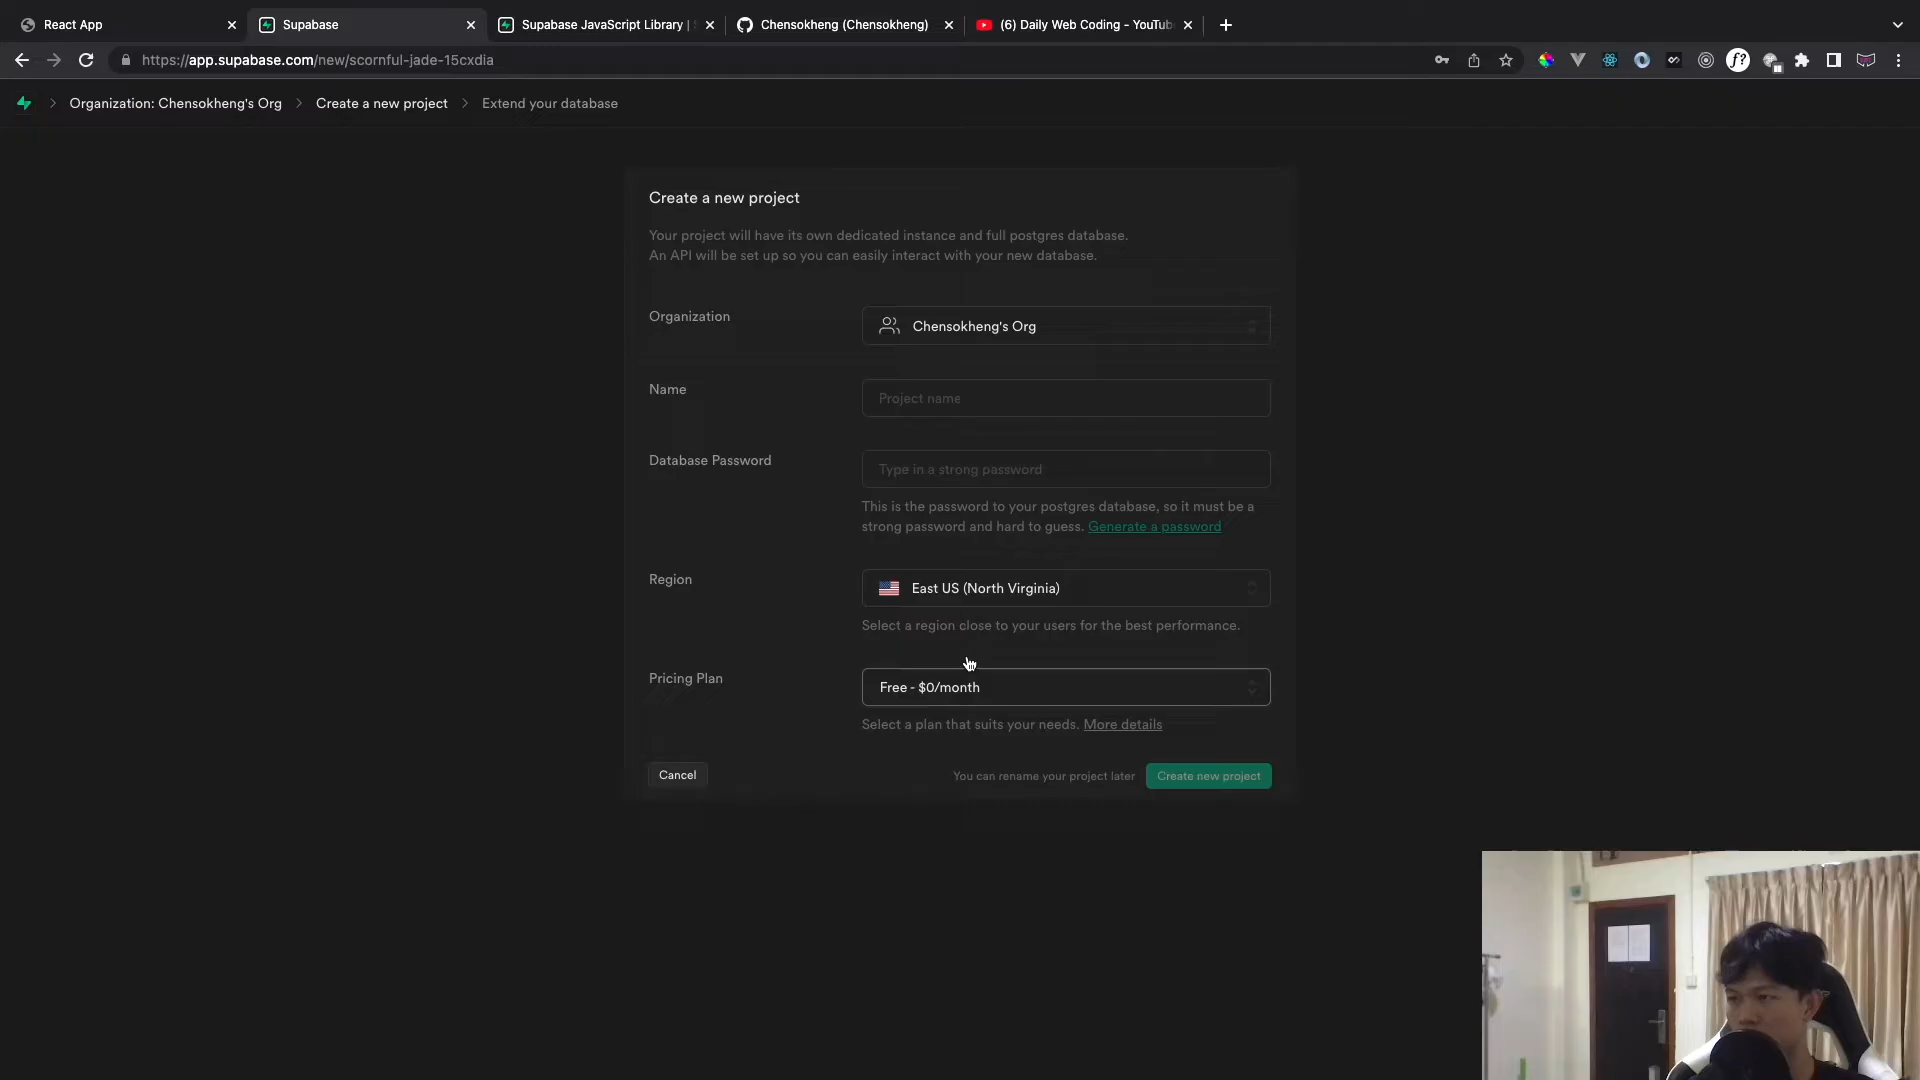 React App
Supabase
Supabase JavaScript Library |
Chensokheng (Chensokheng)
(6) Daily Web Coding - YouTub
https://app.supabase.com/new/scornful-jade-15cxdia
f?
Organization: Chensokheng's Org
Create a new project
Extend your database
Create a new project
Your project will have its own dedicated instance and full postgres database.
An API will be set up so you can easily interact with your new database.
Organization
Chensokheng's Org
Name
Project name
Database Password
Type in a strong password
This is the password to your postgres database, so it must be a
strong password and hard to guess. Generate a password
Region
East US (North Virginia)
Select a region close to your users for the best performance.
Pricing Plan
Free - $0/month
Select a plan that suits your needs. More details
Cancel
You can rename your project later
Create new project